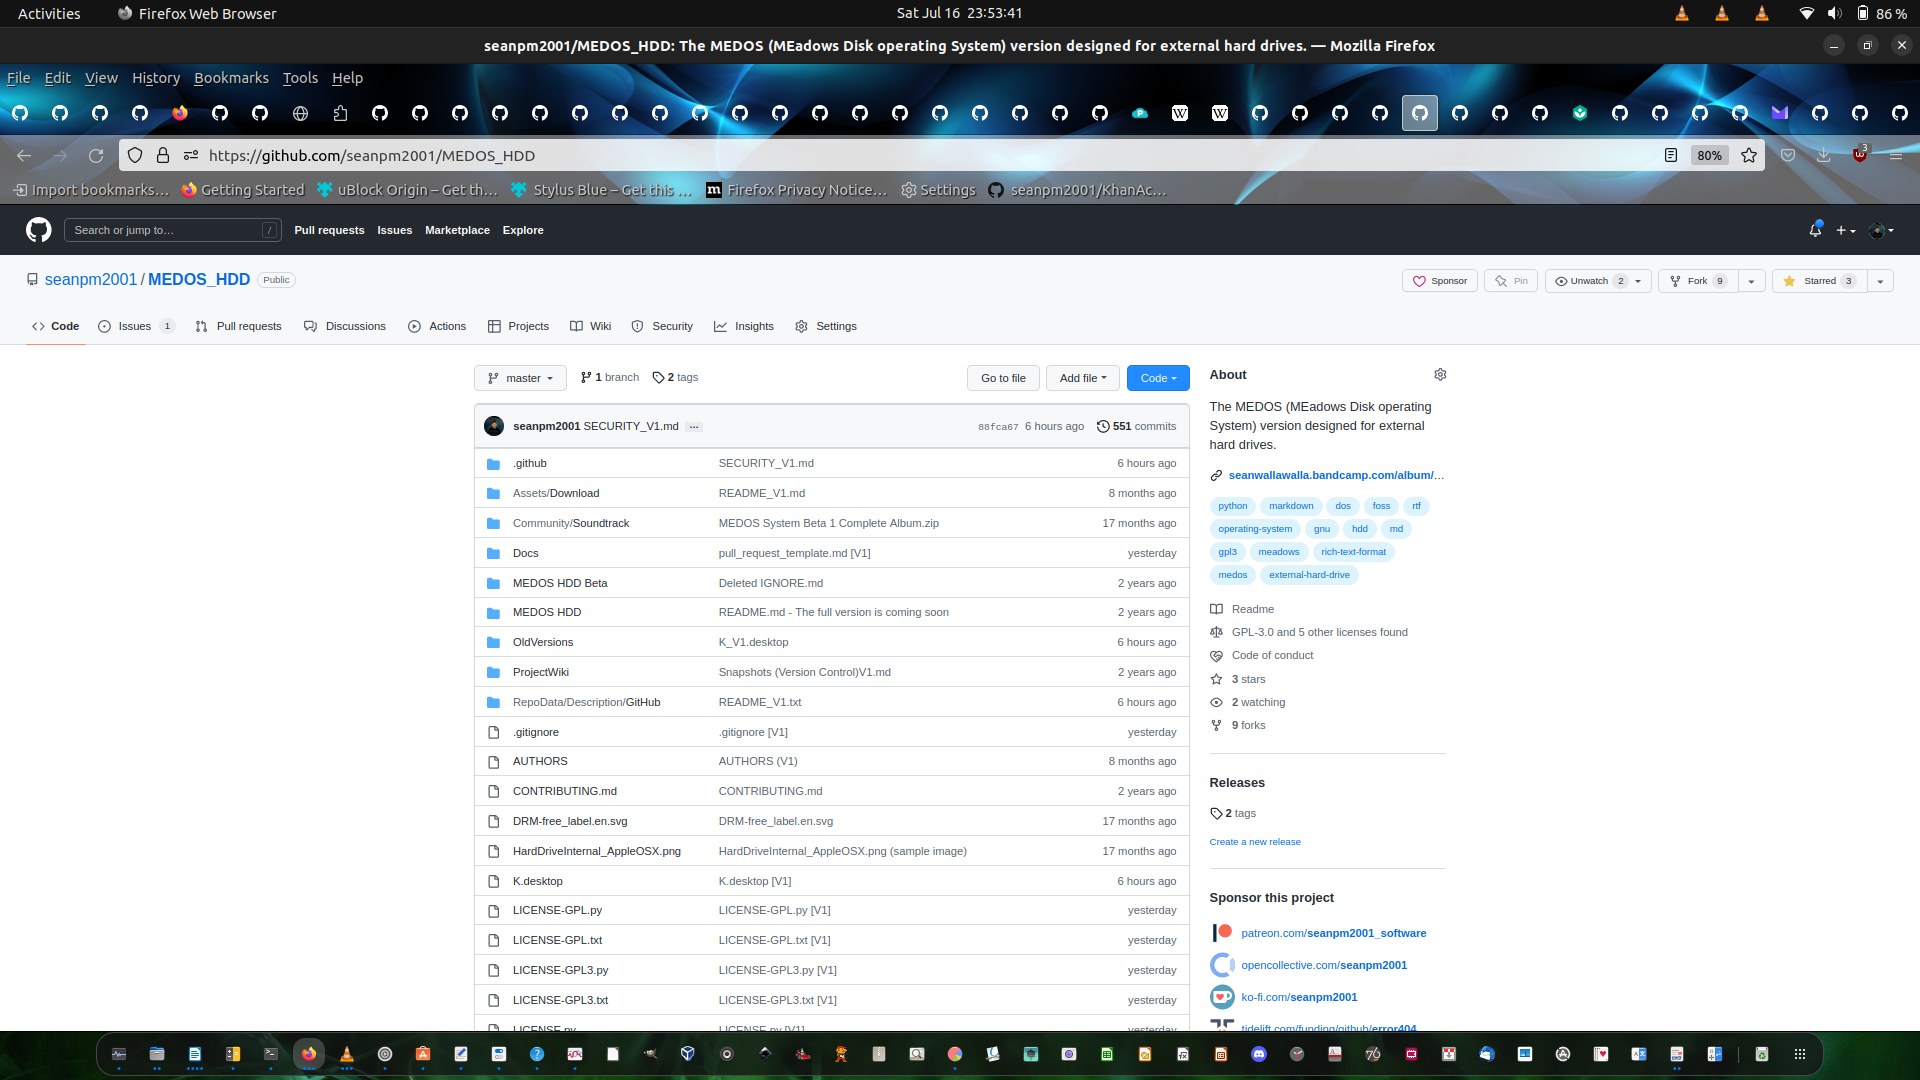 Activities Firefox Web Browser Sat Jul 16 23:53:41 86 %
seanpm2001/MEDOS_HDD: The MEDOS (MEadows Disk operating System) version designed for external hard drives. — Mozilla Firefox
File Edit View History Bookmarks Tools Help
https://github.com/seanpm2001/MEDOS_HDD 80% 3
Import bookmarks… Getting Started uBlock Origin – Get th… Stylus Blue – Get this … Firefox Privacy Notice… Settings seanpm2001/KhanAc…
Search or jump to… / Pull requests Issues Marketplace Explore
seanpm2001 / MEDOS_HDD Public Sponsor Pin Unwatch 2 Fork 9 Starred 3
Code Issues 1 Pull requests Discussions Actions Projects Wiki Security Insights Settings
master 1 branch 2 tags Go to file Add file Code
seanpm2001 SECURITY_V1.md ... 88fca67 6 hours ago 551 commits
.github SECURITY_V1.md 6 hours ago
Assets/Download README_V1.md 8 months ago
Community/Soundtrack MEDOS System Beta 1 Complete Album.zip 17 months ago
Docs pull_request_template.md [V1] yesterday
MEDOS HDD Beta Deleted IGNORE.md 2 years ago
MEDOS HDD README.md - The full version is coming soon 2 years ago
OldVersions K_V1.desktop 6 hours ago
ProjectWiki Snapshots (Version Control)V1.md 2 years ago
RepoData/Description/GitHub README_V1.txt 6 hours ago
.gitignore .gitignore [V1] yesterday
AUTHORS AUTHORS (V1) 8 months ago
CONTRIBUTING.md CONTRIBUTING.md 2 years ago
DRM-free_label.en.svg DRM-free_label.en.svg 17 months ago
HardDriveInternal_AppleOSX.png HardDriveInternal_AppleOSX.png (sample image) 17 months ago
K.desktop K.desktop [V1] 6 hours ago
LICENSE-GPL.py LICENSE-GPL.py [V1] yesterday
LICENSE-GPL.txt LICENSE-GPL.txt [V1] yesterday
LICENSE-GPL3.py LICENSE-GPL3.py [V1] yesterday
LICENSE-GPL3.txt LICENSE-GPL3.txt [V1] yesterday
LICENSE.py LICENSE.py [V1] yesterday
About
The MEDOS (MEadows Disk operating
System) version designed for external
hard drives.
seanwallawalla.bandcamp.com/album/…
python markdown dos foss rtf
operating-system gnu hdd md
gpl3 meadows rich-text-format
medos external-hard-drive
Readme
GPL-3.0 and 5 other licenses found
Code of conduct
3 stars
2 watching
9 forks
Releases
2 tags
Create a new release
Sponsor this project
patreon.com/seanpm2001_software
opencollective.com/seanpm2001
ko-fi.com/seanpm2001
tidelift.com/funding/github/error404